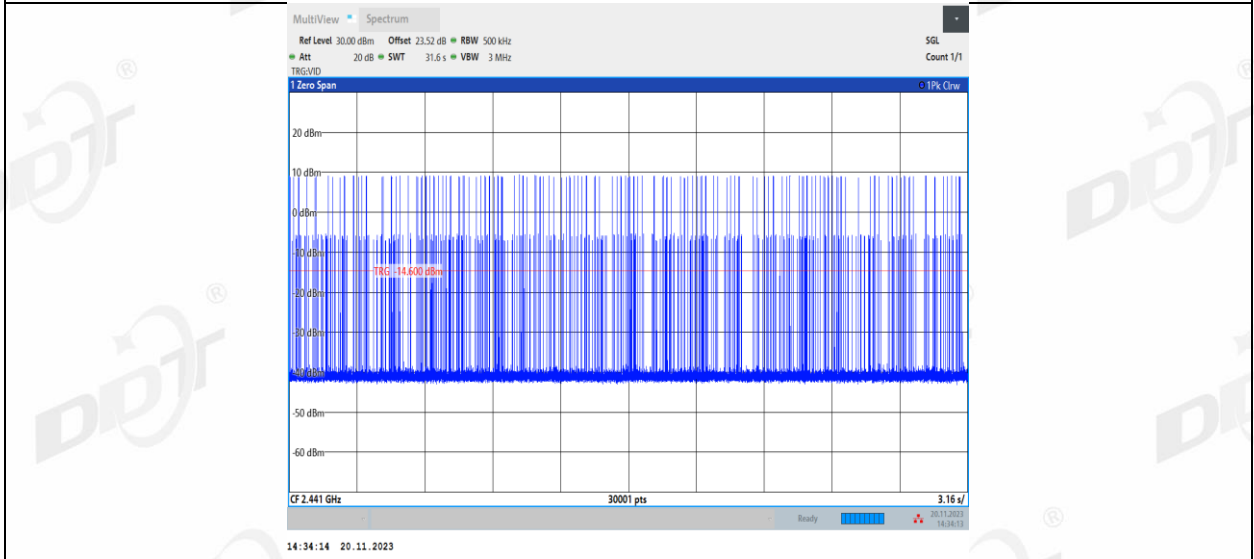 MultiView Spectrum
Ref Level 30.00 dBm Offset 23.52 dB RBW 500 kHz SGL
Att 20 dB SWT 31.6 s VBW 3 MHz Count 1/1
TRG:VID
1 Zero Span 1Pk Clrw
20 dBm
10 dBm
0 dBm
-10 dBm
TRG -14.600 dBm
-20 dBm
-30 dBm
-40 dBm
-50 dBm
-60 dBm
CF 2.441 GHz 30001 pts 3.16 s/
Ready 20.11.2023
14:34:13
14:34:14 20.11.2023
DDT ®
DDT
DDT ®
DDT
®